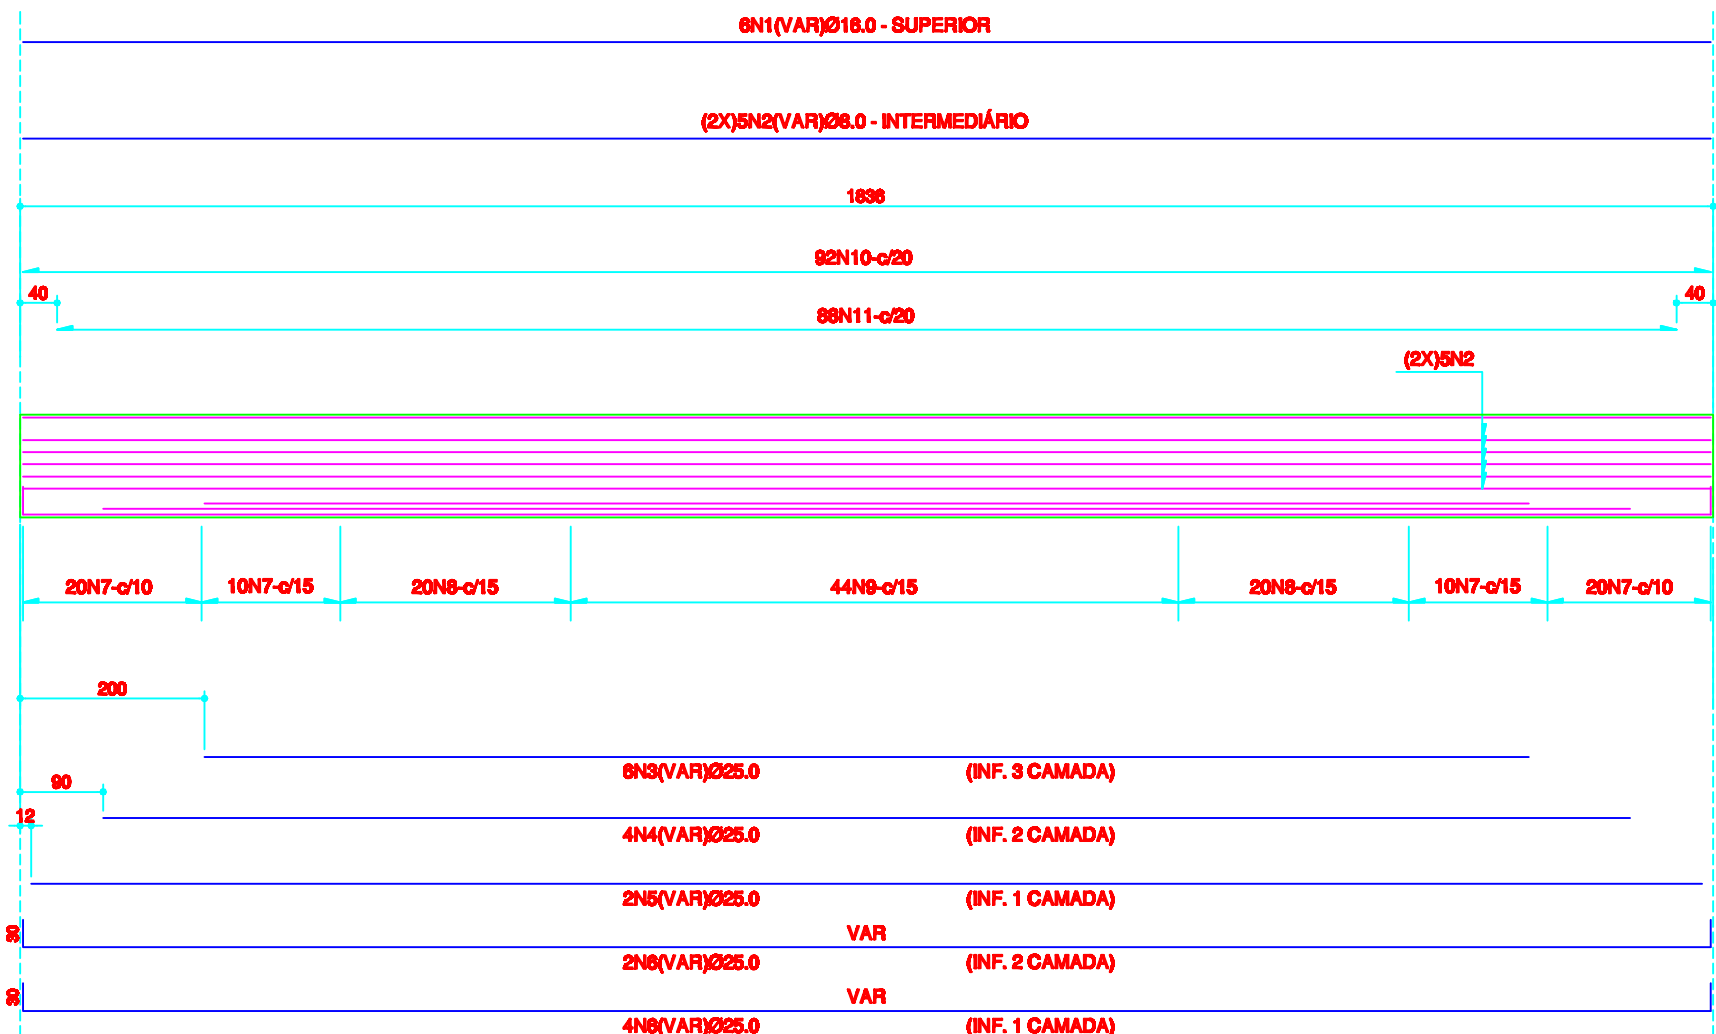 6N1(VAR)Ø16.0 - SUPERIOR
(2X)5N2(VAR)Ø8.0 - INTERMEDIÁRIO
1836
92N10-c/20
40
40
88N11-c/20
(2X)5N2
20N7-c/10
10N7-c/15
20N8-c/15
44N9-c/15
20N8-c/15
10N7-c/15
20N7-c/10
200
6N3(VAR)Ø25.0 (INF. 3 CAMADA)
90
12
4N4(VAR)Ø25.0 (INF. 2 CAMADA)
2N5(VAR)Ø25.0 (INF. 1 CAMADA)
30
VAR
2N6(VAR)Ø25.0 (INF. 2 CAMADA)
30
VAR
4N6(VAR)Ø25.0 (INF. 1 CAMADA)